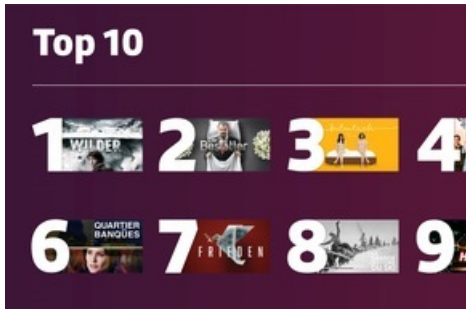 Top 10
1 WILDER
2 Bestatter
3
4
6 QUARTIER
BANQUES
7 FRIEDEN
8
9 H